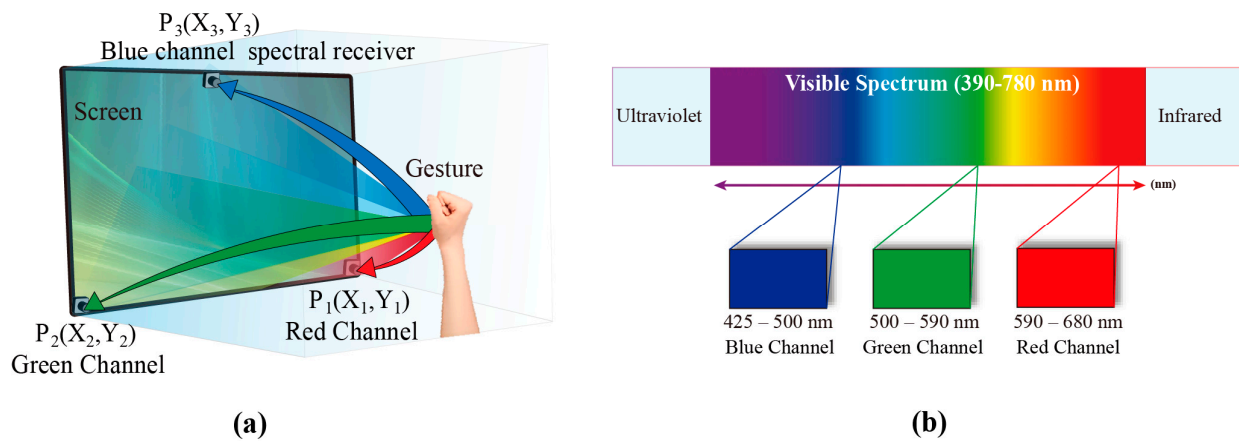 P3(X3,Y3)
Blue channel spectral receiver
Screen
Gesture
P1(X1,Y1)
Red Channel
P2(X2,Y2)
Green Channel
(a)
Visible Spectrum (390-780 nm)
Ultraviolet
Infrared
(nm)
425 – 500 nm
Blue Channel
500 – 590 nm
Green Channel
590 – 680 nm
Red Channel
(b)